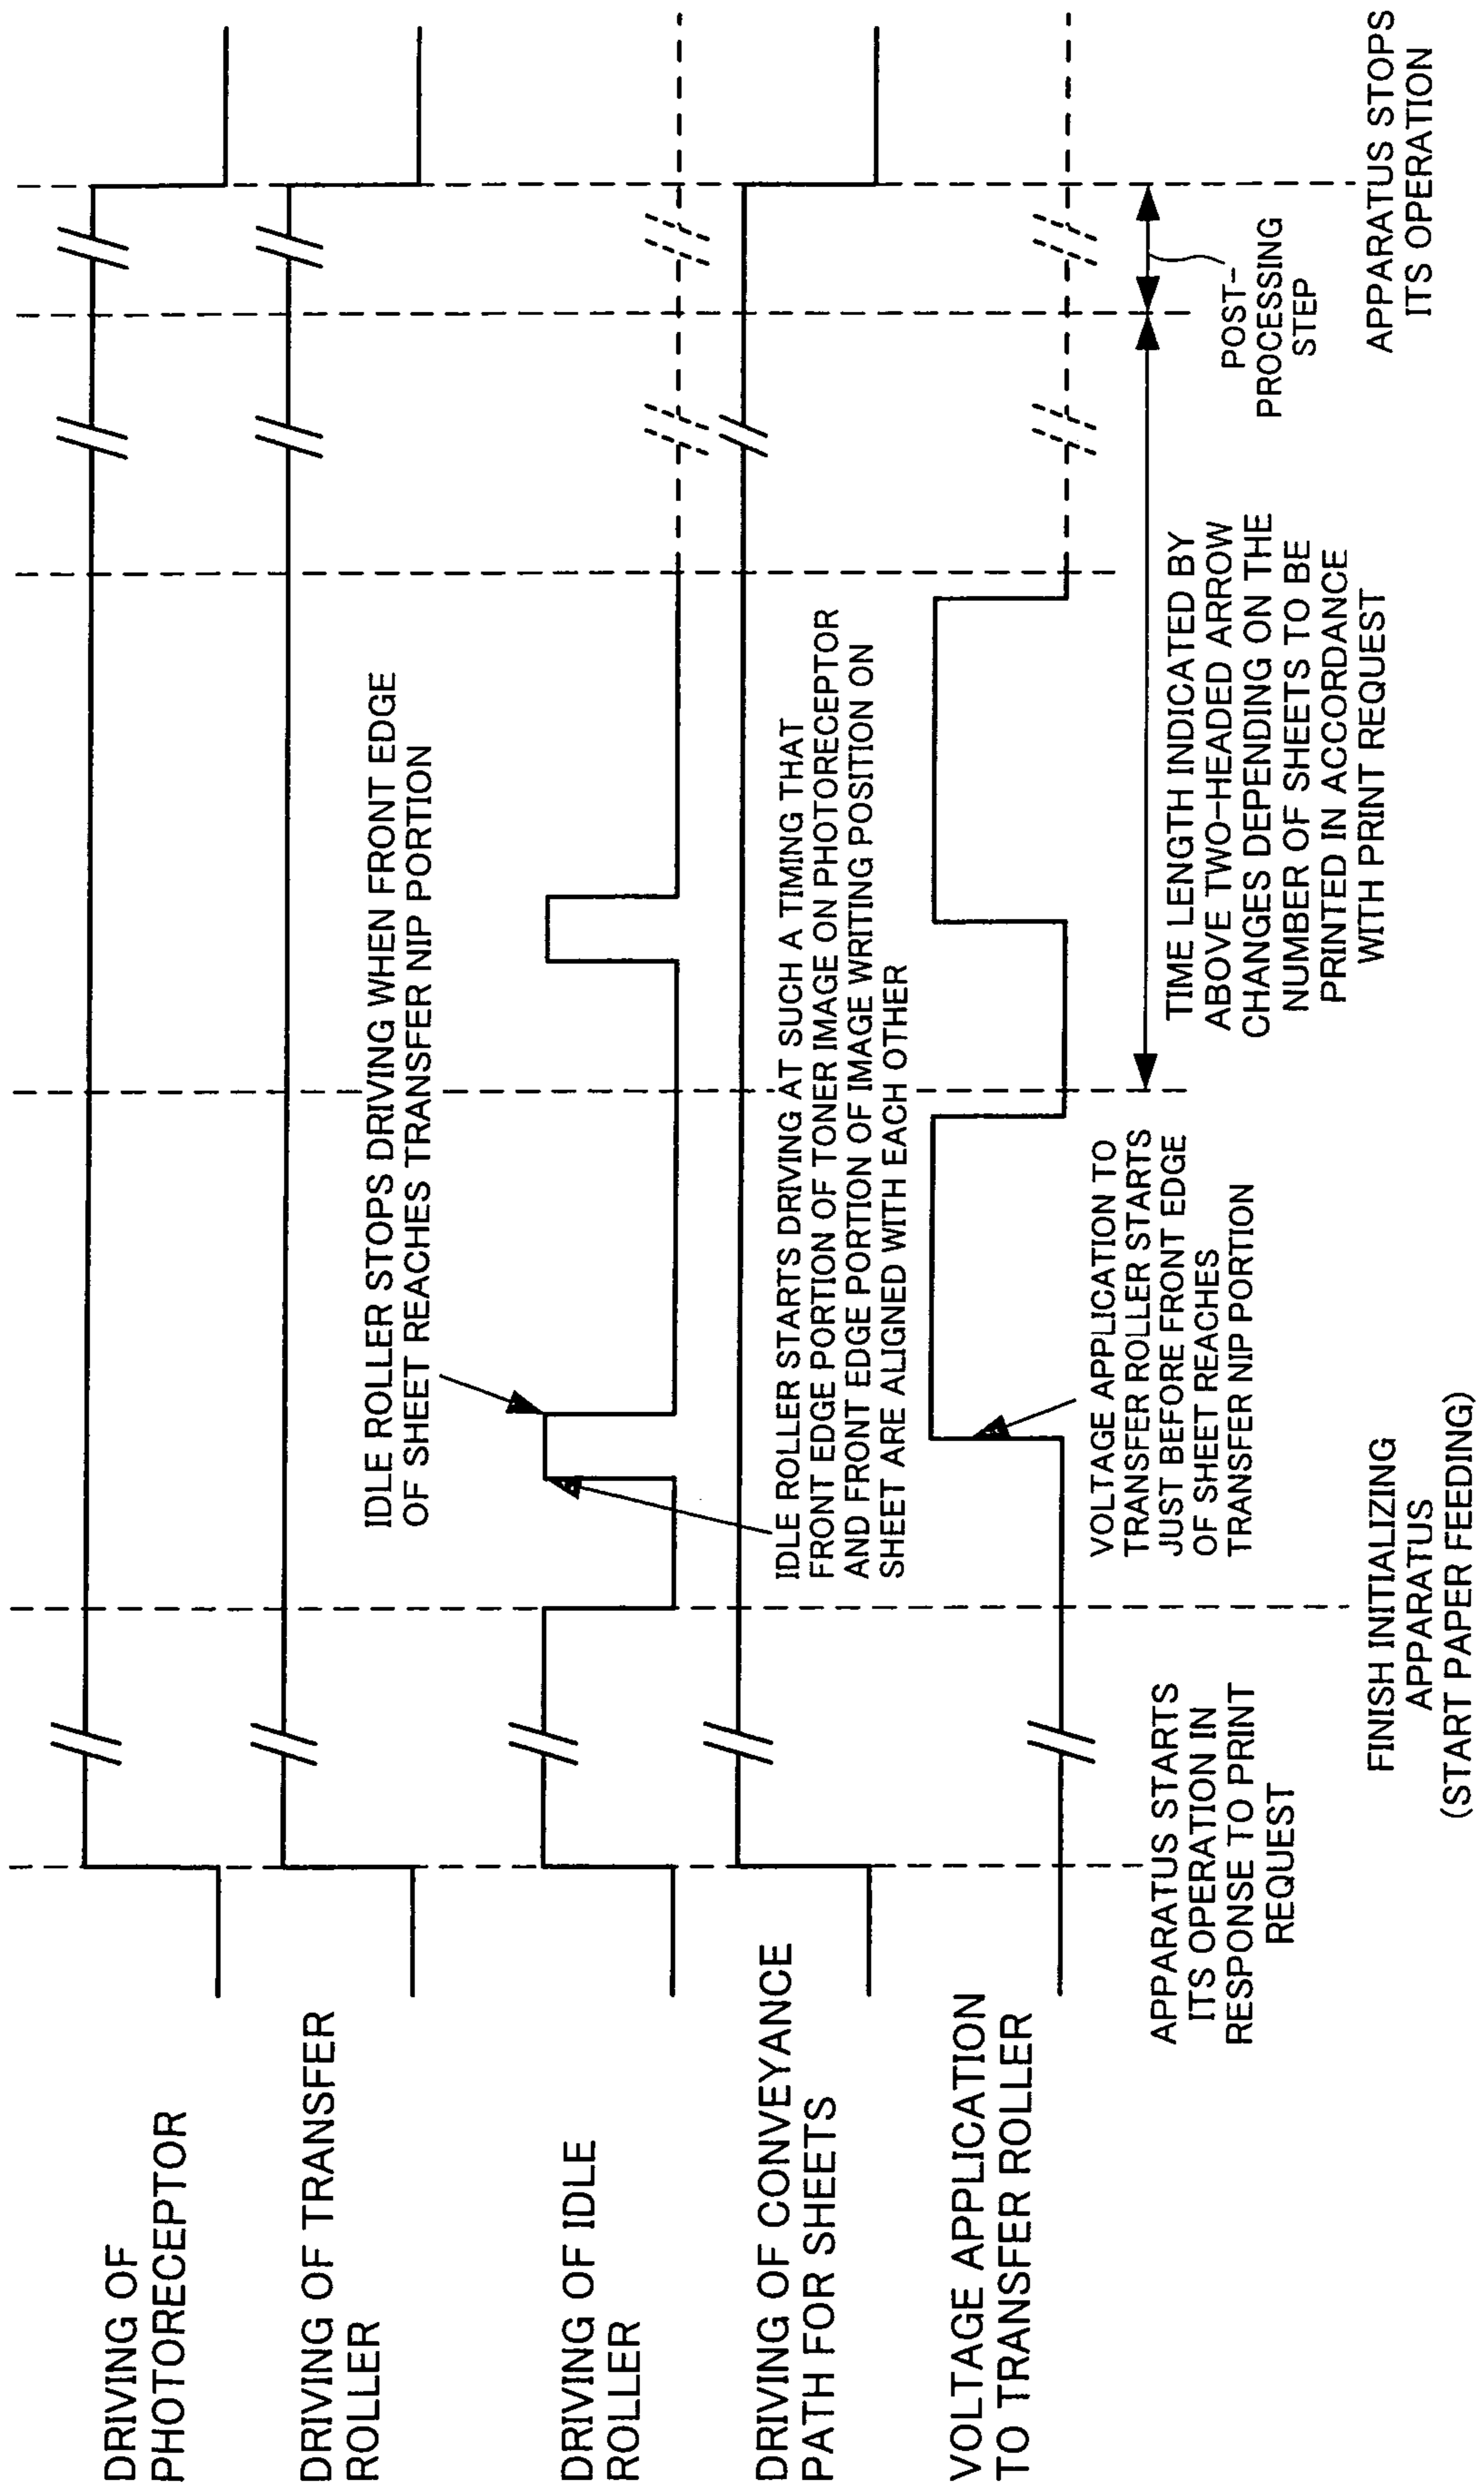 DRIVING OF
PHOTORECEPTOR
DRIVING OF TRANSFER
ROLLER
IDLE ROLLER STOPS DRIVING WHEN FRONT EDGE
OF SHEET REACHES TRANSFER NIP PORTION
DRIVING OF IDLE
ROLLER
IDLE ROLLER STARTS DRIVING AT SUCH A TIMING THAT
FRONT EDGE PORTION OF TONER IMAGE ON PHOTORECEPTOR
AND FRONT EDGE PORTION OF IMAGE WRITING POSITION ON
SHEET ARE ALIGNED WITH EACH OTHER
DRIVING OF CONVEYANCE
PATH FOR SHEETS
VOLTAGE APPLICATION
TO TRANSFER ROLLER
VOLTAGE APPLICATION TO
TRANSFER ROLLER STARTS
JUST BEFORE FRONT EDGE
OF SHEET REACHES
TRANSFER NIP PORTION
APPARATUS STARTS
ITS OPERATION IN
RESPONSE TO PRINT
REQUEST
TIME LENGTH INDICATED BY
ABOVE TWO-HEADED ARROW
CHANGES DEPENDING ON THE
NUMBER OF SHEETS TO BE
PRINTED IN ACCORDANCE
WITH PRINT REQUEST
POST-
PROCESSING
STEP
FINISH INITIALIZING
APPARATUS
(START PAPER FEEDING)
APPARATUS STOPS
ITS OPERATION